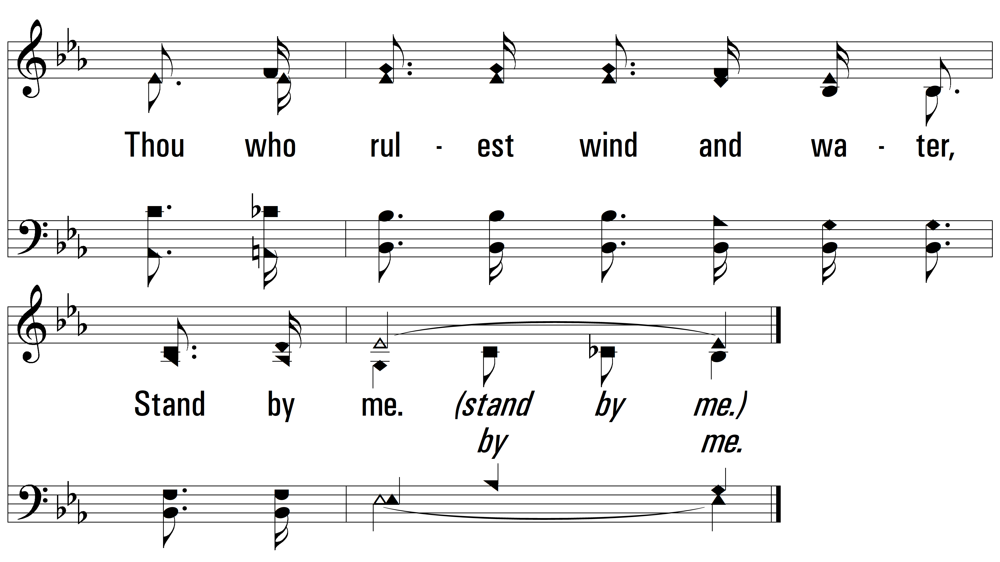 Thou who rul - est wind and wa - ter,
Stand by me. (stand by me.)
by me.